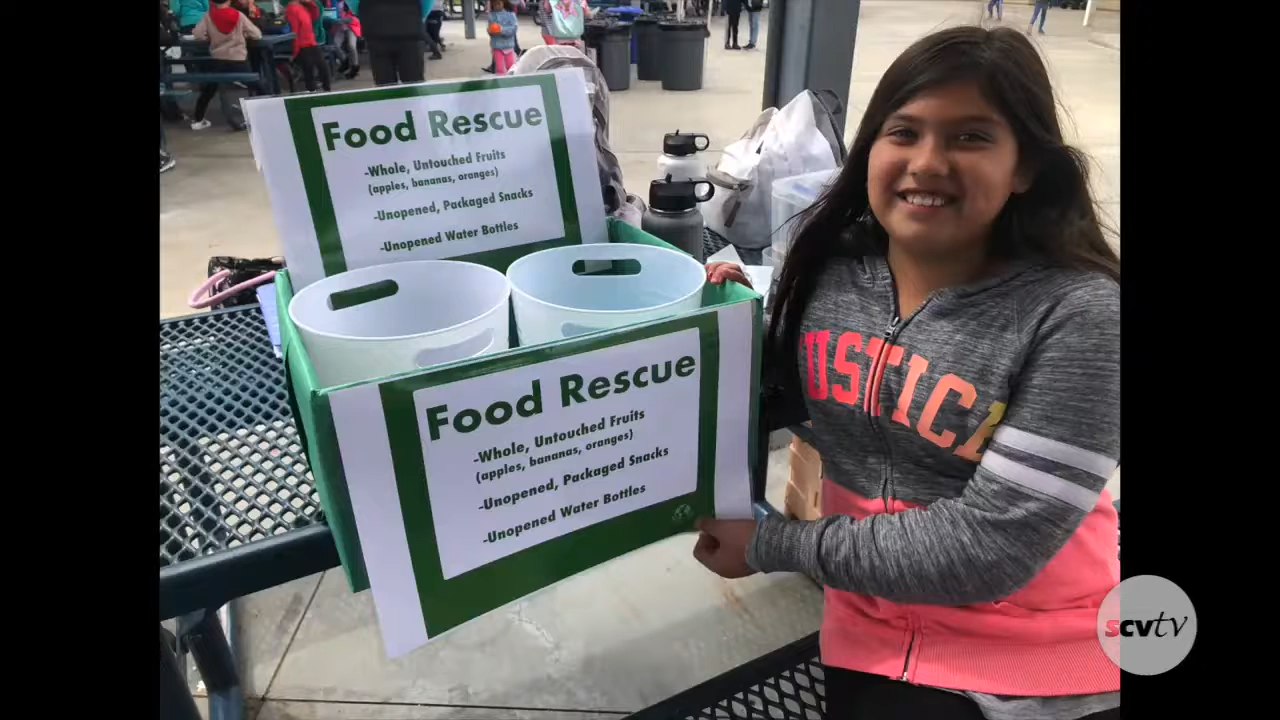 Food Rescue
-Whole, Untouched Fruits
(apples, bananas, oranges)
-Unopened, Packaged Snacks
-Unopened Water Bottles
Food Rescue
-Whole, Untouched Fruits
(apples, bananas, oranges)
-Unopened, Packaged Snacks
-Unopened Water Bottles
USTICE
scvtv